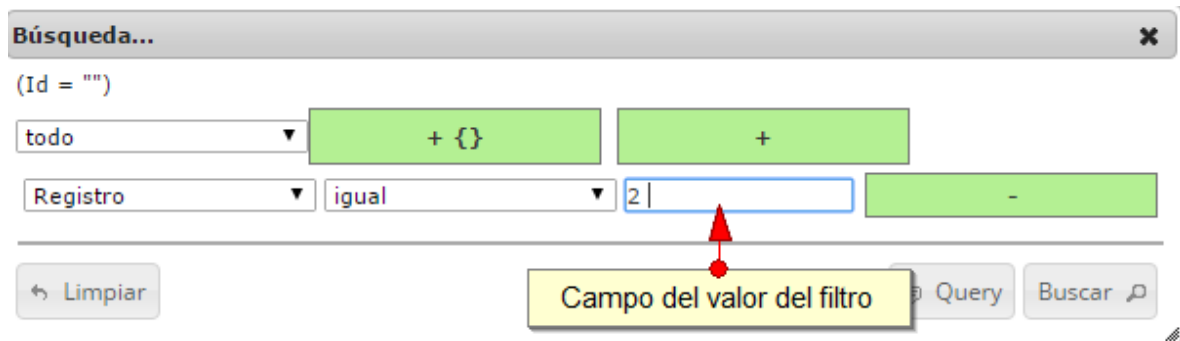 Búsqueda...
(Id = "")
todo + {} +
Registro igual 2 -
Limpiar Campo del valor del filtro Query Buscar